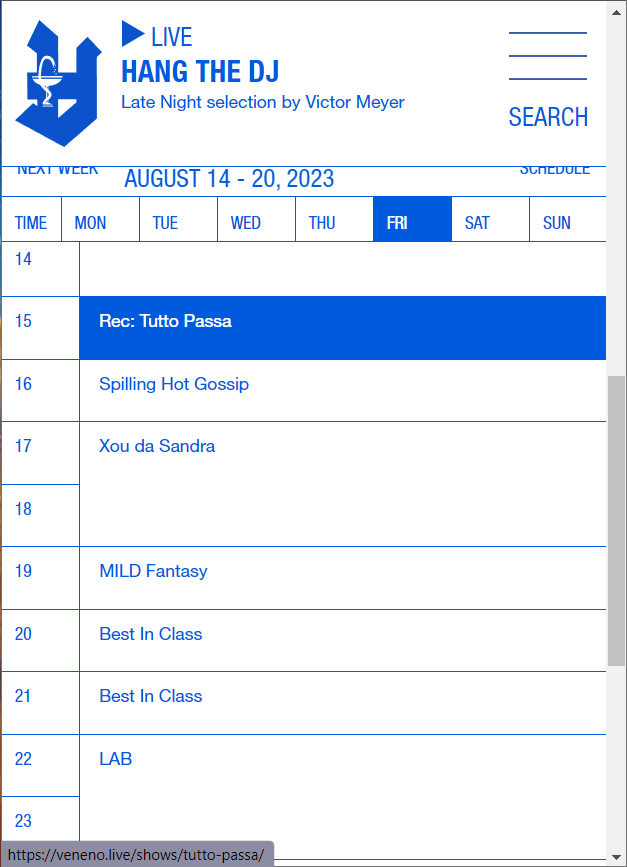 LIVE
HANG THE DJ
Late Night selection by Victor Meyer
SEARCH
NEXT WEEK
AUGUST 14 - 20, 2023
SCHEDULE
TIME MON TUE WED THU FRI SAT SUN
14
15 Rec: Tutto Passa
16 Spilling Hot Gossip
17 Xou da Sandra
18
19 MILD Fantasy
20 Best In Class
21 Best In Class
22 LAB
23
https://veneno.live/shows/tutto-passa/